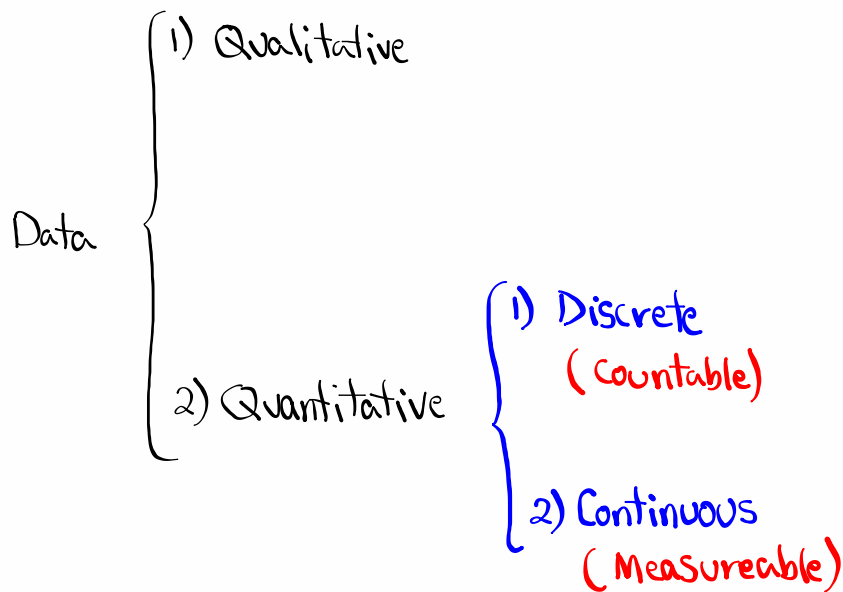 1) Qualitative
Data
2) Quantitative
1) Discrete
(Countable)
2) Continuous
(Measureable)